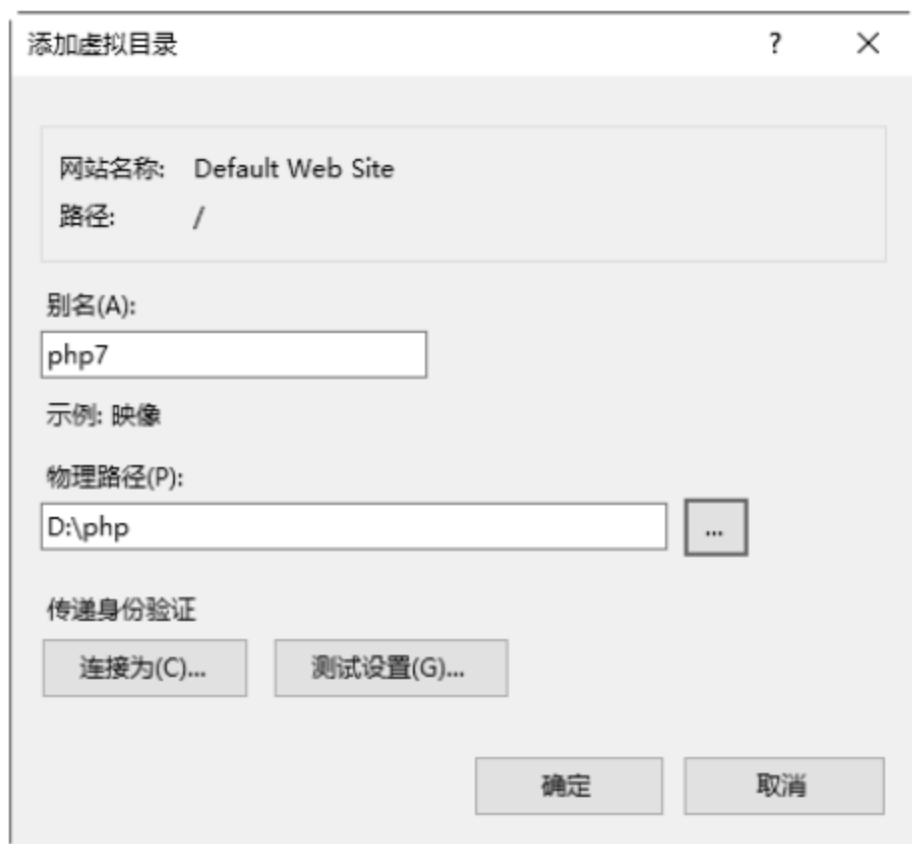 添加虚拟目录 ?
网站名称: Default Web Site
路径: /
别名(A):
php7
示例: 映像
物理路径(P):
D:\php ...
传递身份验证
连接为(C)... 测试设置(G)...
确定 取消